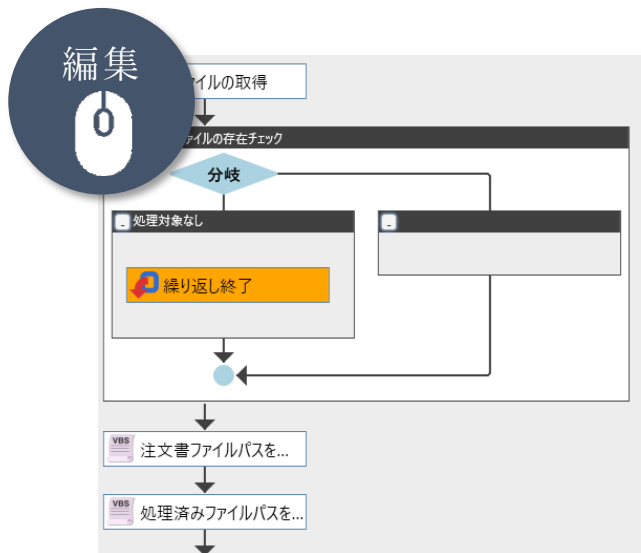 編集
イルの取得
ァイルの存在チェック
分岐
- 処理対象なし
-
繰り返し終了
VBS 注文書ファイルパスを...
VBS 処理済みファイルパスを...